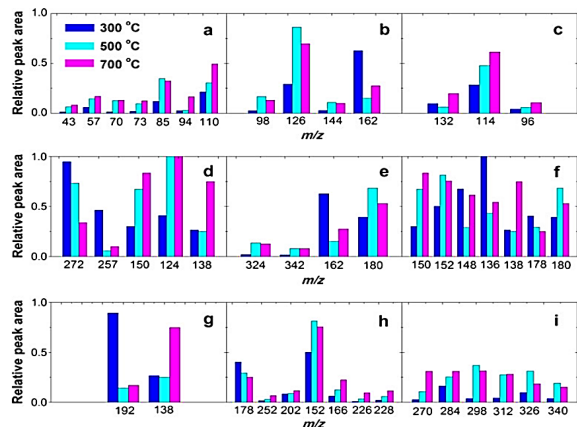 300 °C
500 °C
700 °C
a
b
c
Relative peak area
1.0
0.5
0.0
43 57 70 73 85 94 110
98 126 144 162
132 114 96
m/z
m/z
m/z
d
e
f
Relative peak area
1.0
0.5
0.0
272 257 150 124 138
324 342 162 180
150 152 148 136 138 178 180
g
h
i
Relative peak area
1.0
0.5
0.0
192 138
178 252 202 152 166 226 228
270 284 298 312 326 340
m/z
m/z
m/z